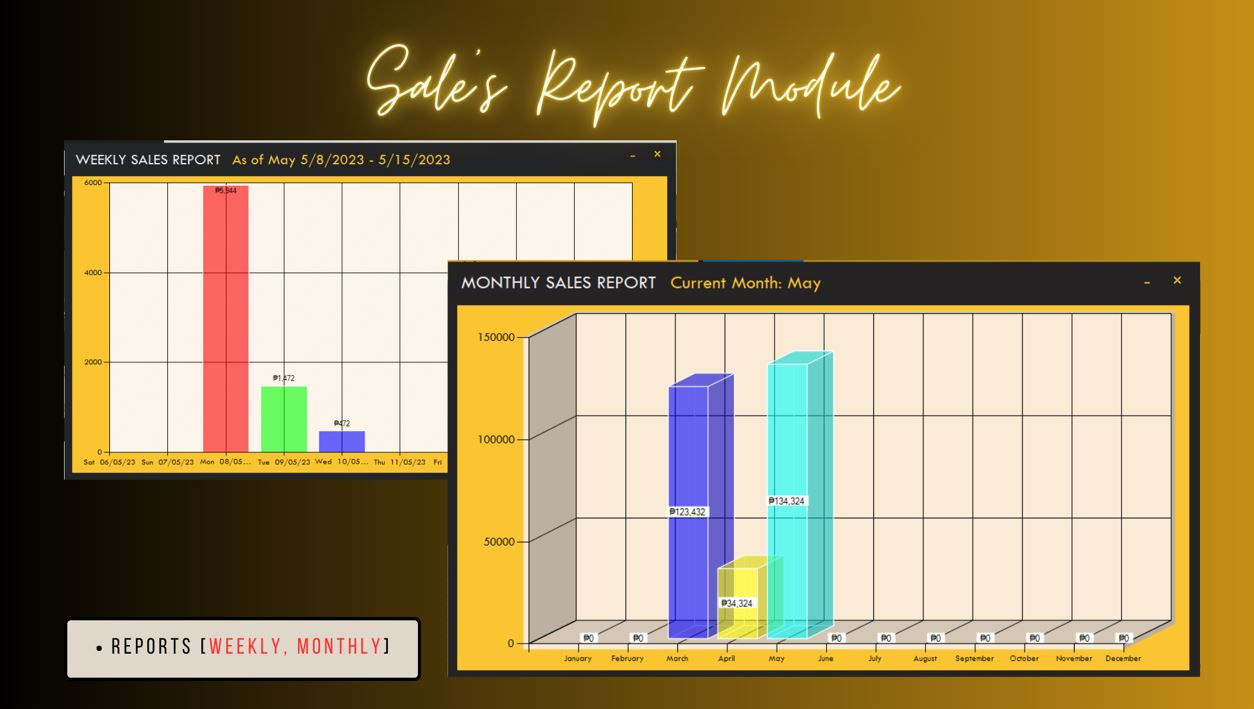 Sale's Report Module
WEEKLY SALES REPORT As of May 5/8/2023 - 5/15/2023
6000
₱5,944
4000
2000
₱1,472
₱472
0
Sat 06/05/23 Sun 07/05/23 Mon 08/05... Tue 09/05/23 Wed 10/05... Thu 11/05/23 Fri
MONTHLY SALES REPORT Current Month: May
150000
100000
₱134,324
₱123,432
50000
₱34,324
0
₱0 ₱0 ₱0 ₱0 ₱0 ₱0 ₱0 ₱0 ₱0
January February March April May June July August September October November December
• REPORTS [WEEKLY, MONTHLY]